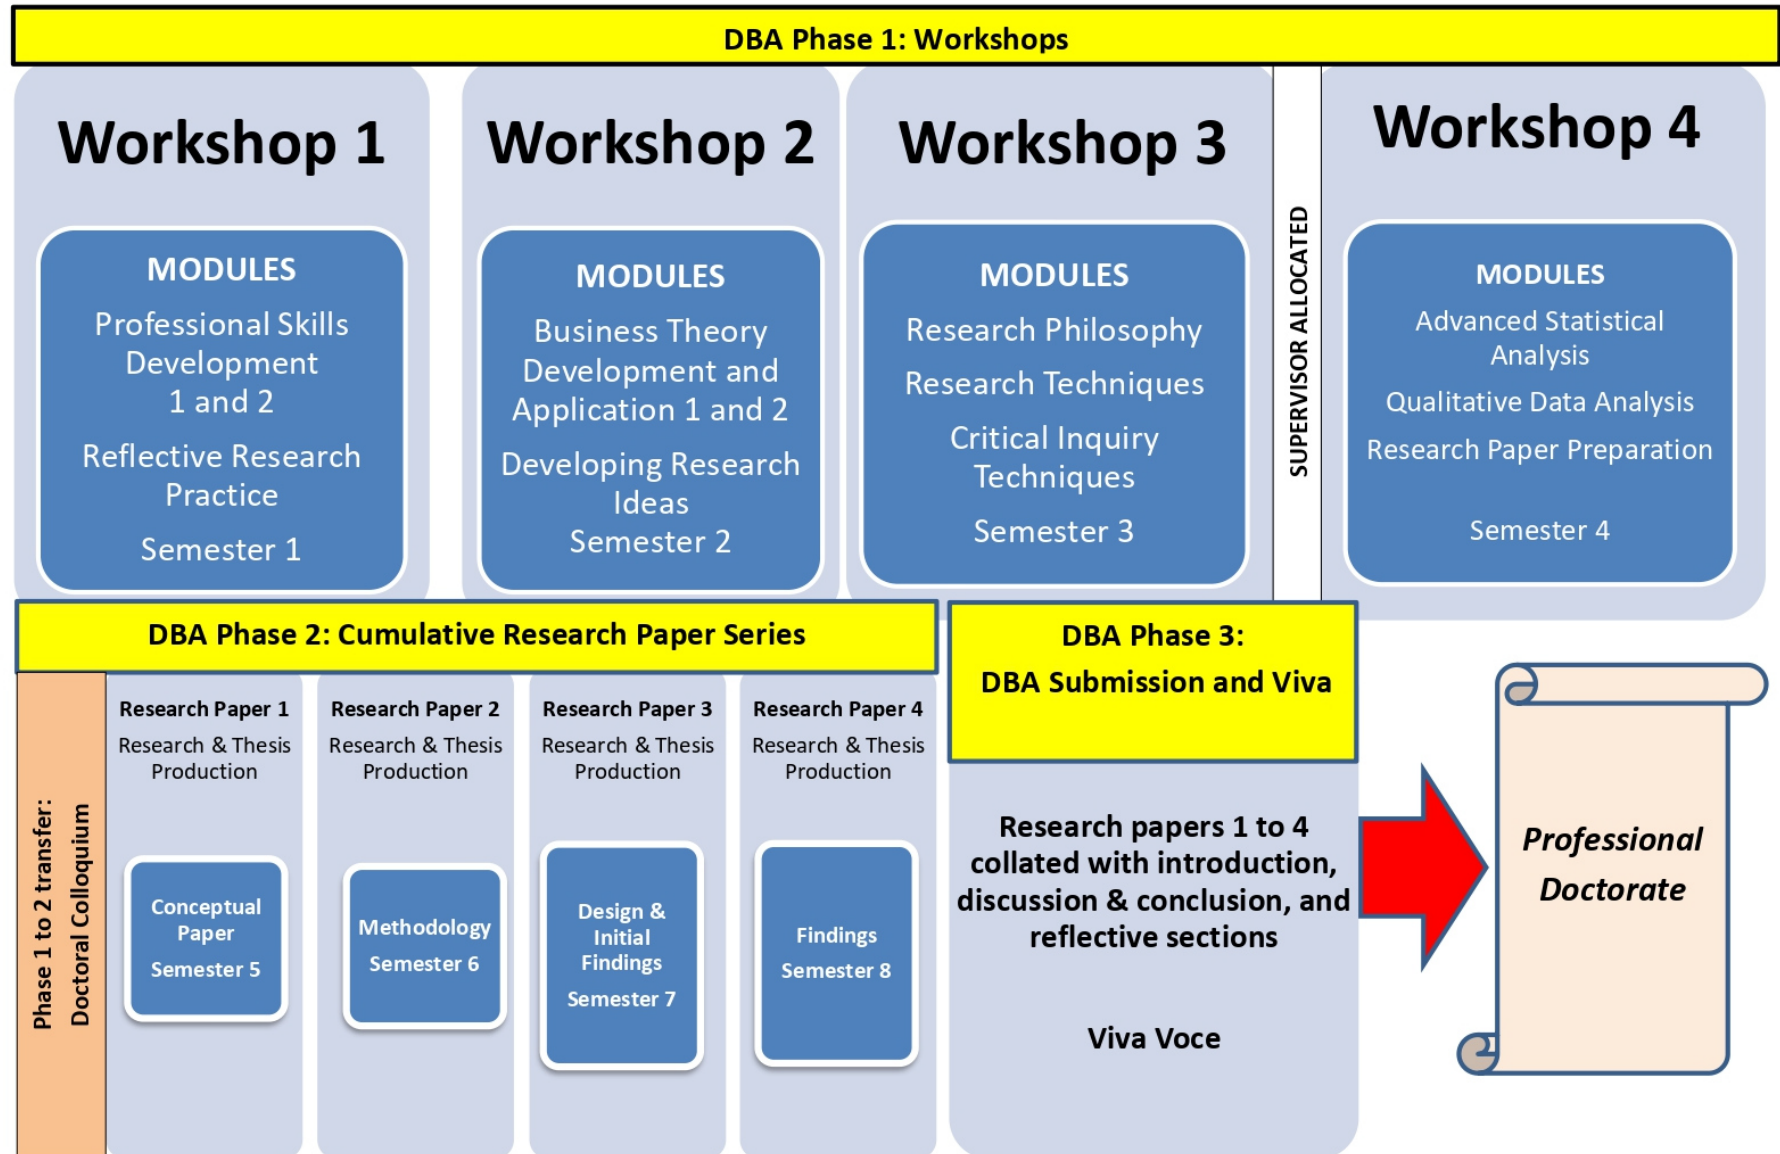 DBA Phase 1: Workshops
Workshop 1
MODULES
Professional Skills
Development
1 and 2
Reflective Research
Practice
Semester 1
Workshop 2
MODULES
Business Theory
Development and
Application 1 and 2
Developing Research
Ideas
Semester 2
Workshop 3
MODULES
Research Philosophy
Research Techniques
Critical Inquiry
Techniques
Semester 3
SUPERVISOR ALLOCATED
Workshop 4
MODULES
Advanced Statistical
Analysis
Qualitative Data Analysis
Research Paper Preparation
Semester 4
DBA Phase 2: Cumulative Research Paper Series
Phase 1 to 2 transfer:
Doctoral Colloquium
Research Paper 1
Research & Thesis
Production
Conceptual
Paper
Semester 5
Research Paper 2
Research & Thesis
Production
Methodology
Semester 6
Research Paper 3
Research & Thesis
Production
Design &
Initial
Findings
Semester 7
Research Paper 4
Research & Thesis
Production
Findings
Semester 8
DBA Phase 3:
DBA Submission and Viva
Research papers 1 to 4
collated with introduction,
discussion & conclusion, and
reflective sections
Viva Voce
Professional
Doctorate